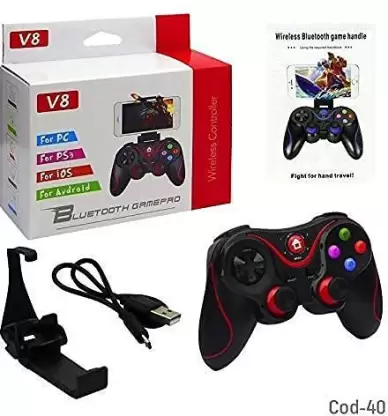 V8
V8
For PC
For PS3
For iOS
For Android
Wireless Controller
BLUETOOTH GAMEPAD
Wireless Bluetooth game handle
Fight for hand travel!
Cod-40